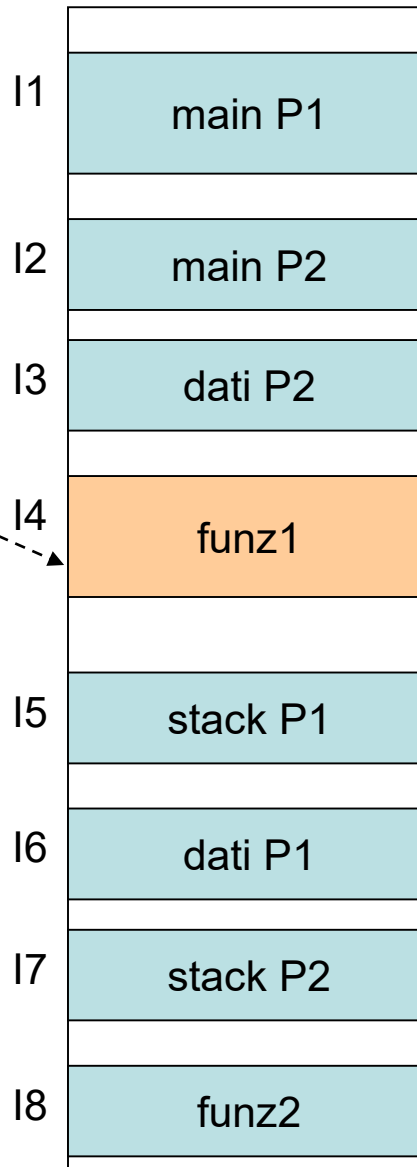 I1
main P1
I2
main P2
I3
dati P2
I4
funz1
I5
stack P1
I6
dati P1
I7
stack P2
I8
funz2